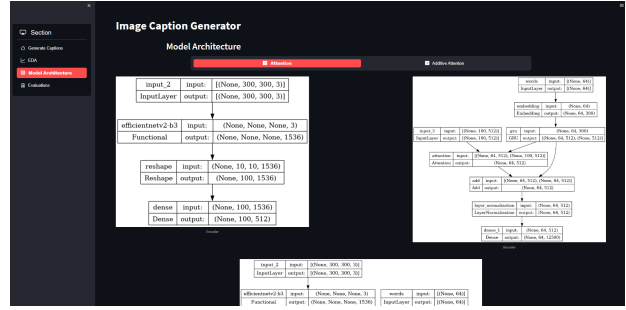 Section
Generate Captions
EDA
Model Architecture
Evaluations
Image Caption Generator
Model Architecture
Attention
Additive Attention
input_2 input: [(None, 300, 300, 3)]
InputLayer output: [(None, 300, 300, 3)]
efficientnetv2-b3 input: (None, None, None, 3)
Functional output: (None, None, None, 1536)
reshape input: (None, 10, 10, 1536)
Reshape output: (None, 100, 1536)
dense input: (None, 100, 1536)
Dense output: (None, 100, 512)
Encoder
words input: [(None, 64)]
InputLayer output: [(None, 64)]
embedding input: (None, 64)
Embedding output: (None, 64, 300)
input_3 input: [(None, 100, 512)]
InputLayer output: [(None, 100, 512)]
gru input: (None, 64, 300)
GRU output: [(None, 64, 512), (None, 512)]
attention input: [(None, 64, 512), (None, 100, 512)]
Attention output: (None, 64, 512)
add input: [(None, 64, 512), (None, 64, 512)]
Add output: (None, 64, 512)
layer_normalization input: (None, 64, 512)
LayerNormalization output: (None, 64, 512)
dense_1 input: (None, 64, 512)
Dense output: (None, 64, 12500)
Decoder
input_2 input: [(None, 300, 300, 3)]
InputLayer output: [(None, 300, 300, 3)]
efficientnetv2-b3 input: (None, None, None, 3)
Functional output: (None, None, None, 1536)
words input: [(None, 64)]
InputLayer output: [(None, 64)]